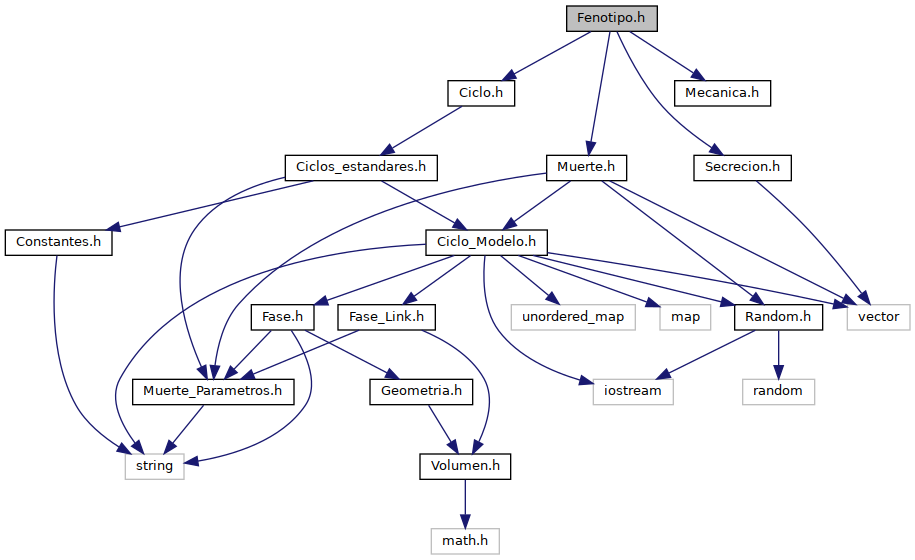 Fenotipo.h
Ciclo.h
Mecanica.h
Ciclos_estandares.h
Muerte.h
Secrecion.h
Constantes.h
Ciclo_Modelo.h
Fase.h
Fase_Link.h
unordered_map
map
Random.h
vector
Muerte_Parametros.h
Geometria.h
iostream
random
string
Volumen.h
math.h